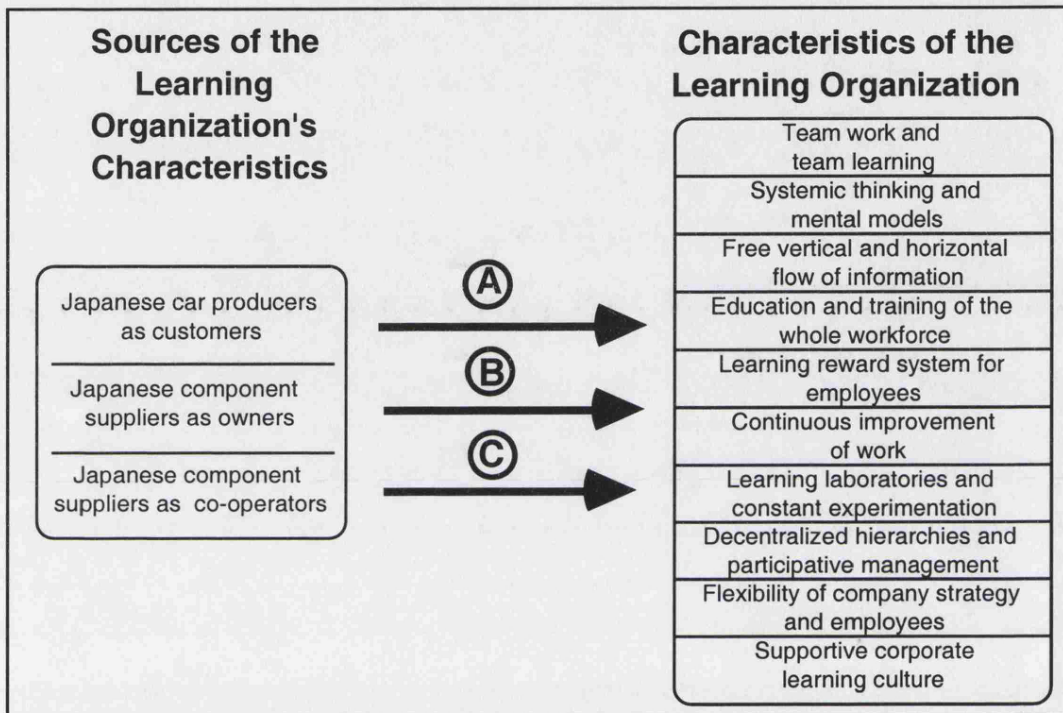 Sources of the
Learning
Organization's
Characteristics
Japanese car producers
as customers
Japanese component
suppliers as owners
Japanese component
suppliers as co-operators
A
B
C
Characteristics of the
Learning Organization
Team work and
team learning
Systemic thinking and
mental models
Free vertical and horizontal
flow of information
Education and training of the
whole workforce
Learning reward system for
employees
Continuous improvement
of work
Learning laboratories and
constant experimentation
Decentralized hierarchies and
participative management
Flexibility of company strategy
and employees
Supportive corporate
learning culture